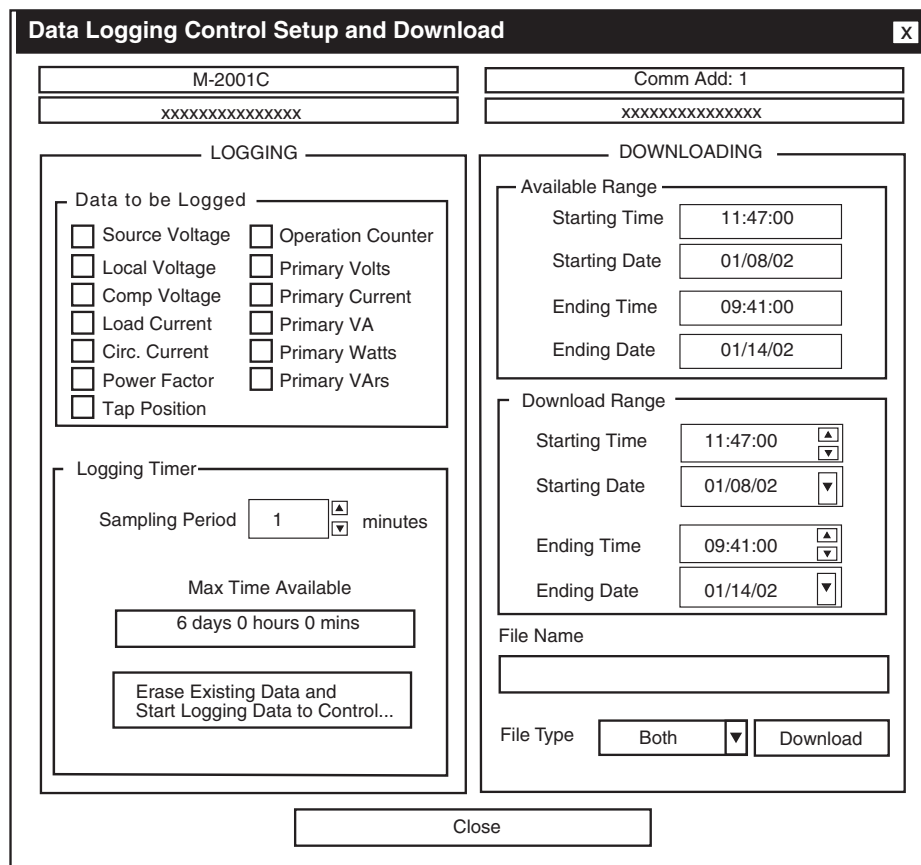 Data Logging Control Setup and Download
X
M-2001C
Comm Add: 1
xxxxxxxxxxxxxxx
xxxxxxxxxxxxxxx
LOGGING
Data to be Logged
Source Voltage
Operation Counter
Local Voltage
Primary Volts
Comp Voltage
Primary Current
Load Current
Primary VA
Circ. Current
Primary Watts
Power Factor
Primary VArs
Tap Position
Logging Timer
Sampling Period 1 minutes
Max Time Available
6 days 0 hours 0 mins
Erase Existing Data and
Start Logging Data to Control...
DOWNLOADING
Available Range
Starting Time 11:47:00
Starting Date 01/08/02
Ending Time 09:41:00
Ending Date 01/14/02
Download Range
Starting Time 11:47:00
Starting Date 01/08/02
Ending Time 09:41:00
Ending Date 01/14/02
File Name
File Type Both Download
Close